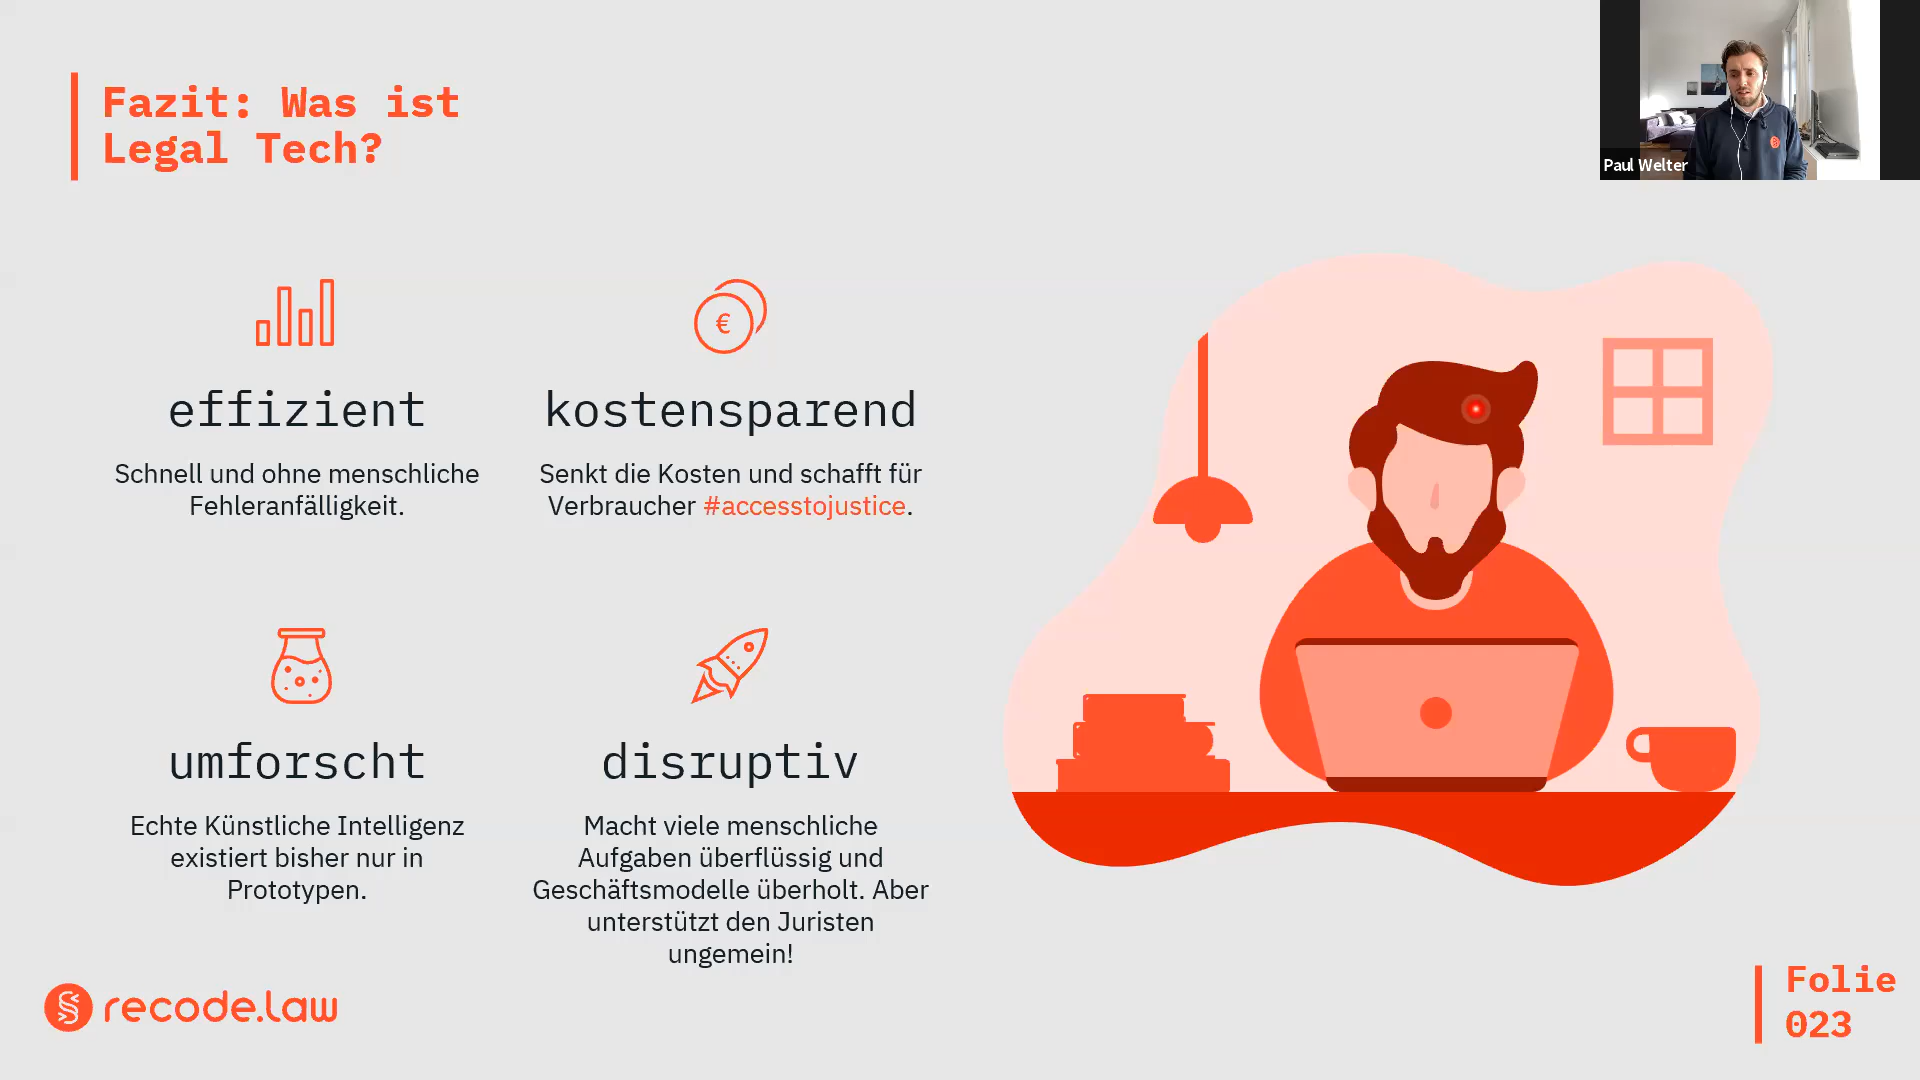 Fazit: Was ist
Legal Tech?
Paul Welter
€
effizient
Schnell und ohne menschliche
Fehleranfälligkeit.
kostensparend
Senkt die Kosten und schafft für
Verbraucher #accesstojustice.
umforscht
Echte Künstliche Intelligenz
existiert bisher nur in
Prototypen.
disruptiv
Macht viele menschliche
Aufgaben überflüssig und
Geschäftsmodelle überholt. Aber
unterstützt den Juristen
ungemein!
recode.law
Folie
023